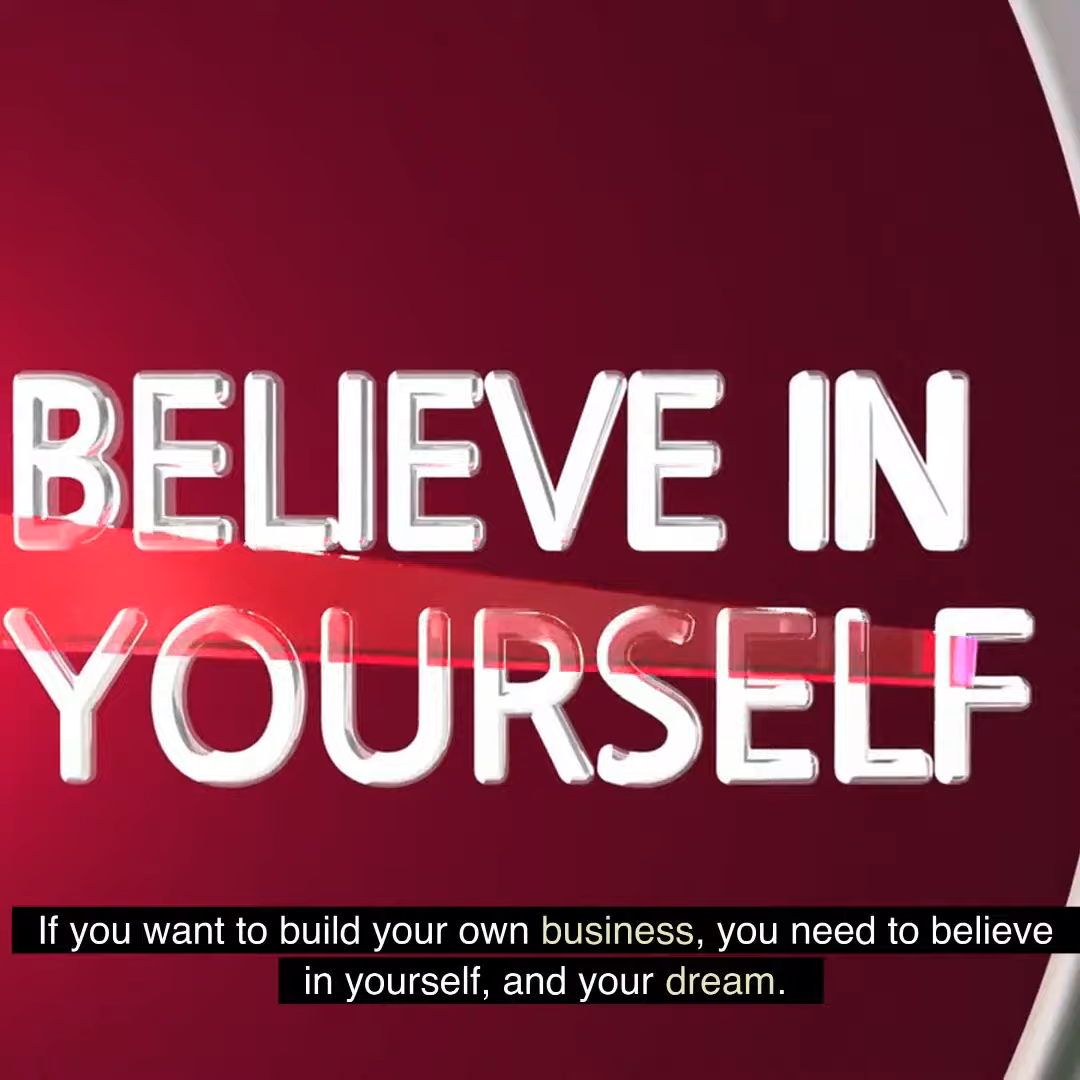 BELIEVE IN
YOURSELF
If you want to build your own business, you need to believe
in yourself, and your dream.